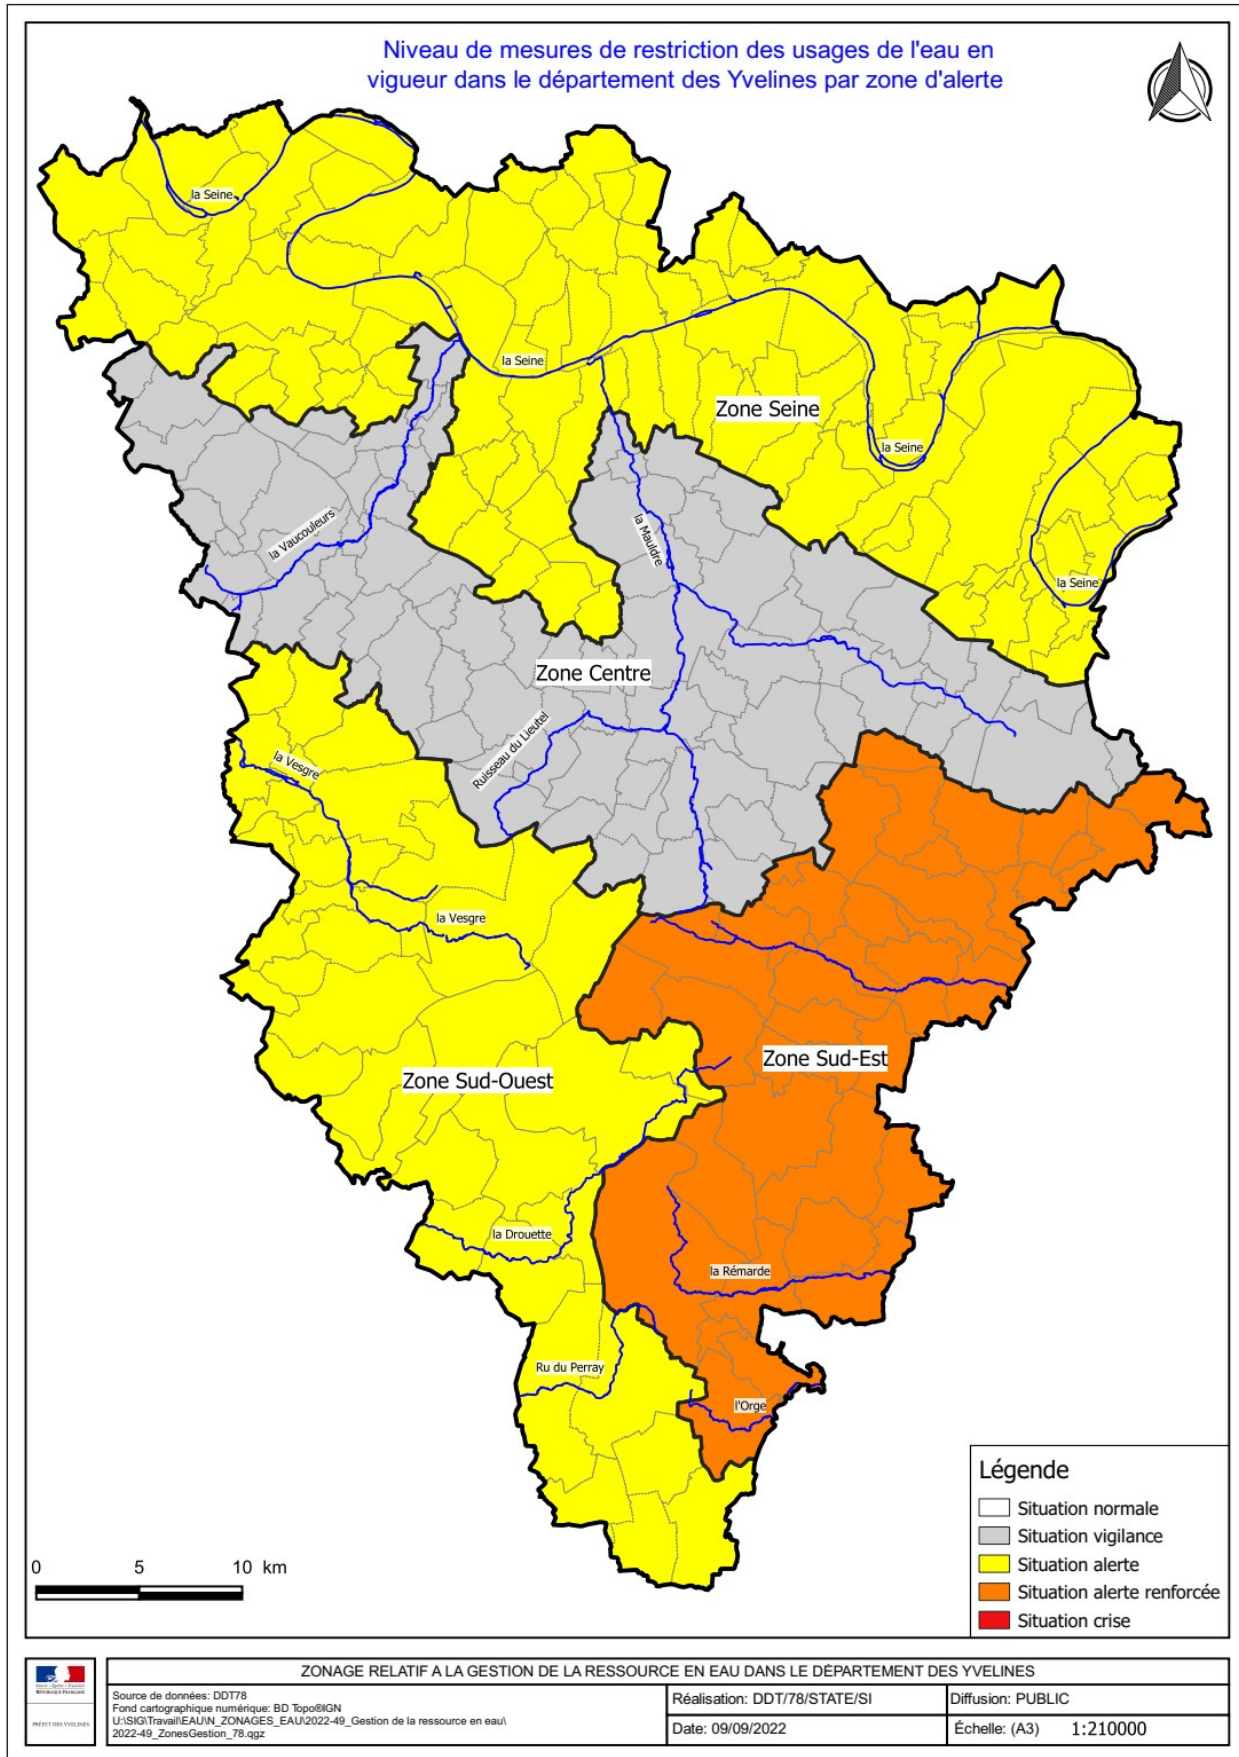 Niveau de mesures de restriction des usages de l'eau en
vigueur dans le département des Yvelines par zone d'alerte
la Seine
la Seine
Zone Seine
la Seine
la Vaucouleurs
la Mauldre
la Seine
Zone Centre
Ruisseau du Lieutel
la Vesgre
la Vesgre
Zone Sud-Est
Zone Sud-Ouest
la Drouette
la Rémarde
Ru du Perray
l'Orge
Légende
Situation normale
Situation vigilance
Situation alerte
Situation alerte renforcée
Situation crise
0 5 10 km
ZONAGE RELATIF A LA GESTION DE LA RESSOURCE EN EAU DANS LE DÉPARTEMENT DES YVELINES
RÉPUBLIQUE FRANÇAISE
PRÉFET DES YVELINES
Source de données: DDT78
Fond cartographique numérique: BD Topo®IGN
U:\SIG\Travail\EAU\N_ZONAGES_EAU\2022-49_Gestion de la ressource en eau\
2022-49_ZonesGestion_78.qgz
Réalisation: DDT/78/STATE/SI
Diffusion: PUBLIC
Date: 09/09/2022
Échelle: (A3) 1:210000